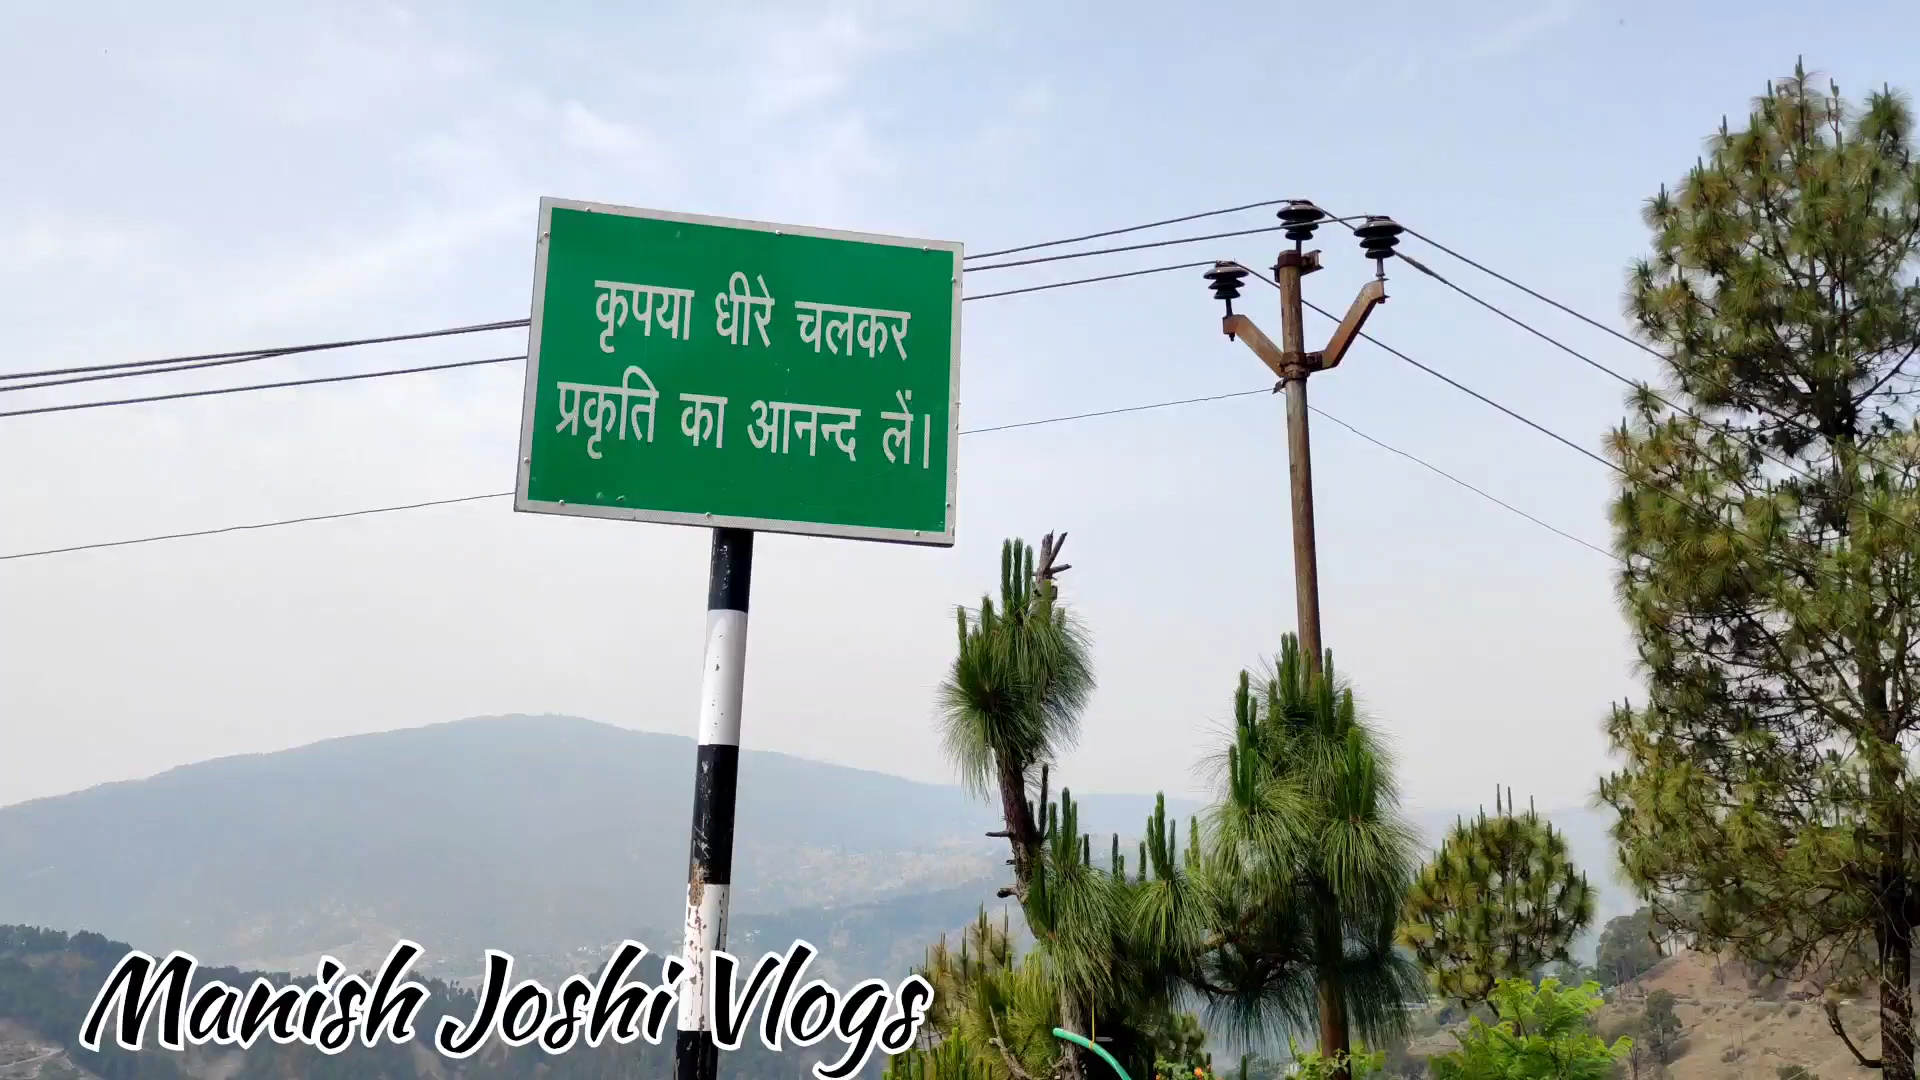 कृपया धीरे चलकर
प्रकृति का आनन्द लें।
Manish Joshi Vlogs